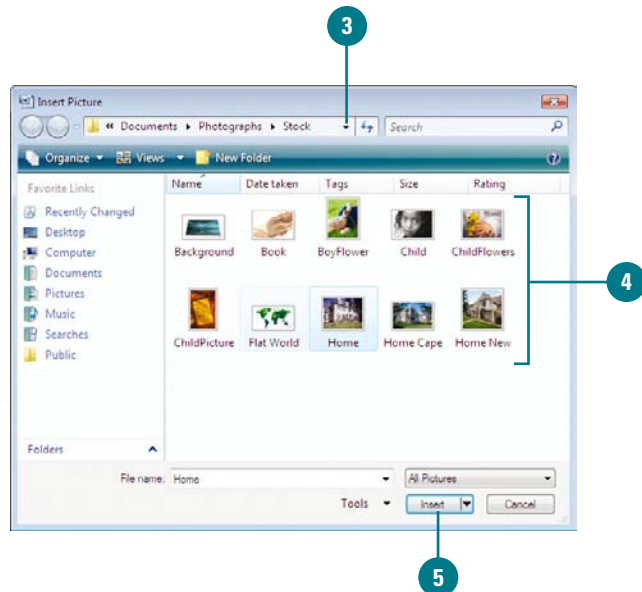 3
Insert Picture
« Documents ▸ Photographs ▸ Stock Search
Organize Views New Folder
Favorite Links
Name Date taken Tags Size Rating
Recently Changed
Desktop
Computer
Documents
Pictures
Music
Searches
Public
Background Book BoyFlower Child ChildFlowers
4
ChildPicture Flat World Home Home Cape Home New
Folders
File name: Home All Pictures
Tools Insert Cancel
5